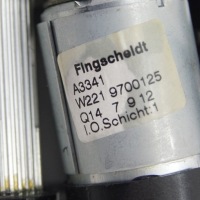 Fingscheidt
A3341
W221 9700125
Q14 7 9 12
I.O.Schicht:1